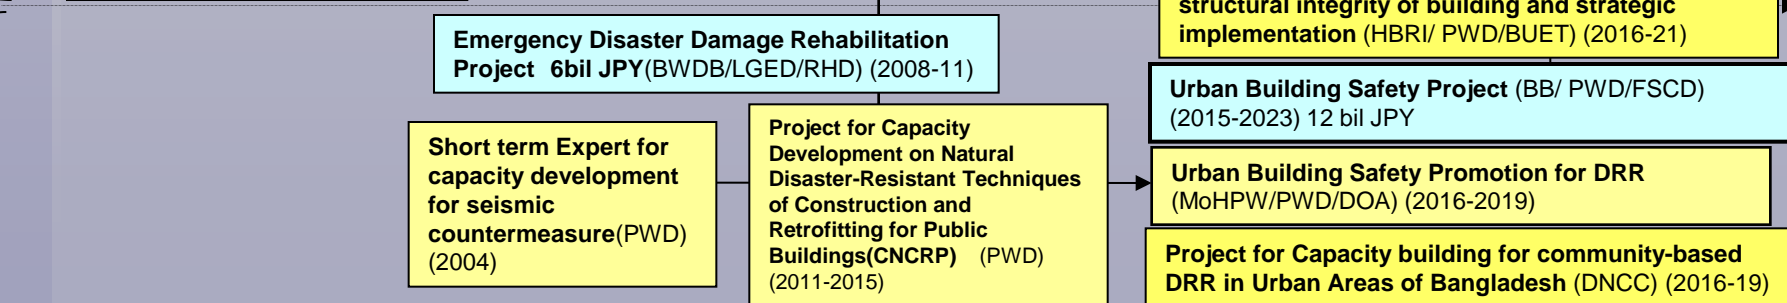 Emergency Disaster Damage Rehabilitation
Project 6bil JPY(BWDB/LGED/RHD) (2008-11)
Short term Expert for
capacity development
for seismic
countermeasure(PWD)
(2004)
Project for Capacity
Development on Natural
Disaster-Resistant Techniques
of Construction and
Retrofitting for Public
Buildings(CNCRP) (PWD)
(2011-2015)
structural integrity of building and strategic
implementation (HBRI/ PWD/BUET) (2016-21)
Urban Building Safety Project (BB/ PWD/FSCD)
(2015-2023) 12 bil JPY
Urban Building Safety Promotion for DRR
(MoHPW/PWD/DOA) (2016-2019)
Project for Capacity building for community-based
DRR in Urban Areas of Bangladesh (DNCC) (2016-19)